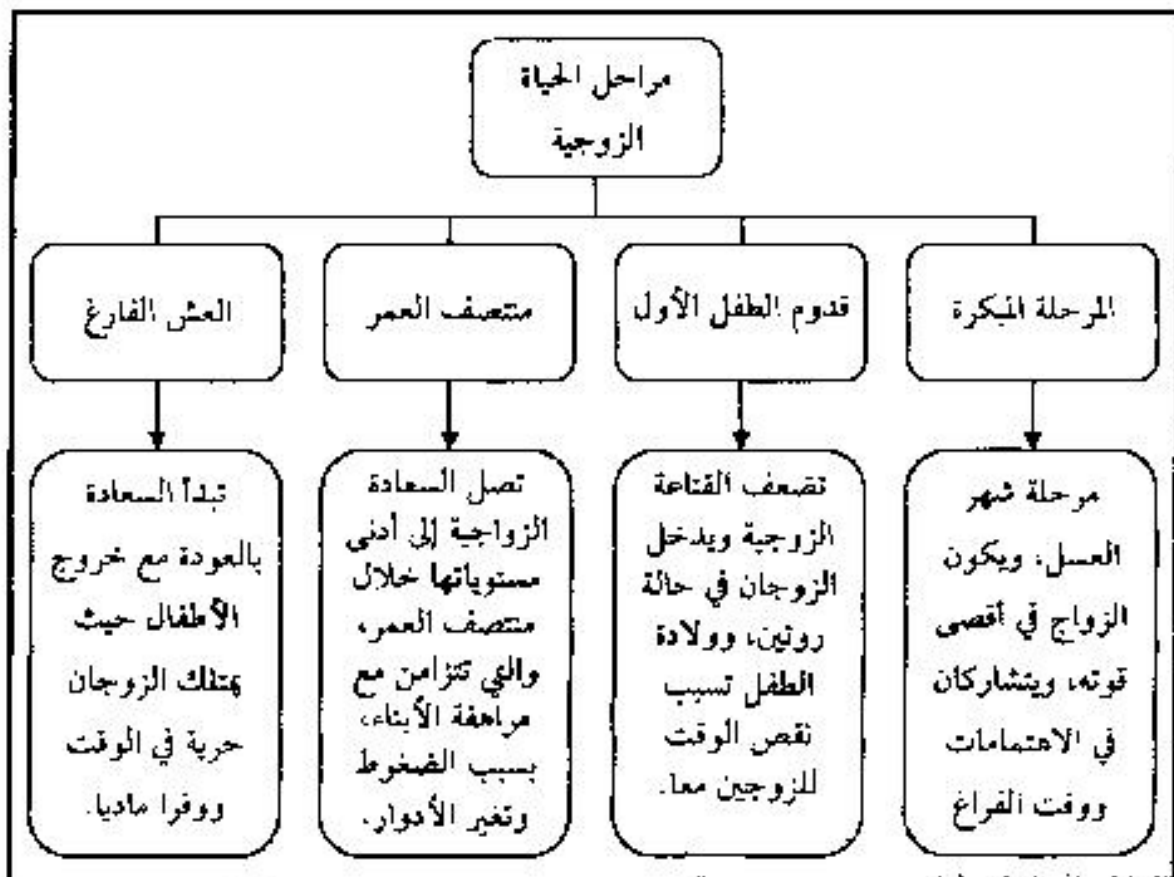 مراحل الحياة
الزوجية
المرحلة المبكرة
قدوم الطفل الأول
منتصف العمر
العش الفارغ
مرحلة شهر
العسل، ويكون
الزواج في أقصى
قوته، ويتشاركان
في الاهتمامات
ووقت الفراغ
تضعف القناعة
الزوجية ويدخل
الزوجان في حالة
روتين، وولادة
الطفل تسبب
نقص الوقت
للزوجين معا.
تصل السعادة
الزواجية إلى أدنى
مستوياتها خلال
منتصف العمر،
والتي تتزامن مع
مراهقة الأبناء،
بسبب الضغوط
وتغير الأدوار.
تبدأ السعادة
بالعودة مع خروج
الأطفال حيث
يمتلك الزوجان
حرية في الوقت
ووفرا ماديا.